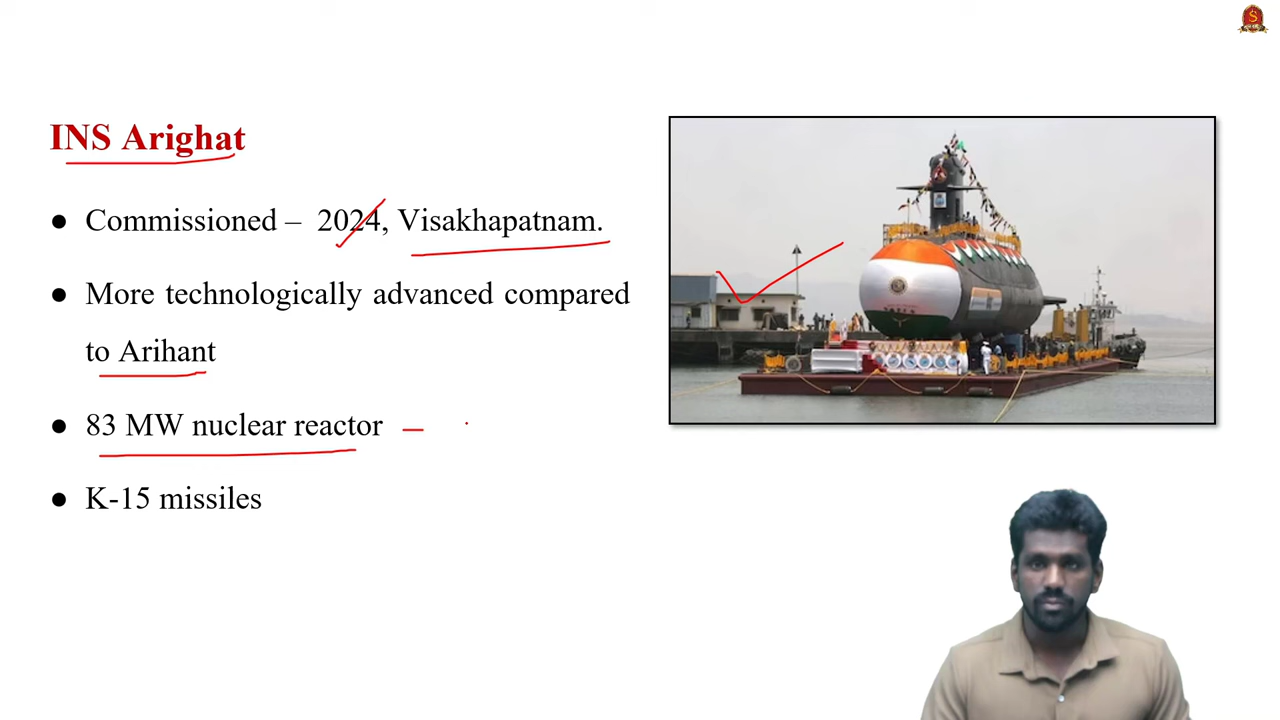 INS Arighat
● Commissioned – 2024, Visakhapatnam.
● More technologically advanced compared
to Arihant
● 83 MW nuclear reactor
● K-15 missiles